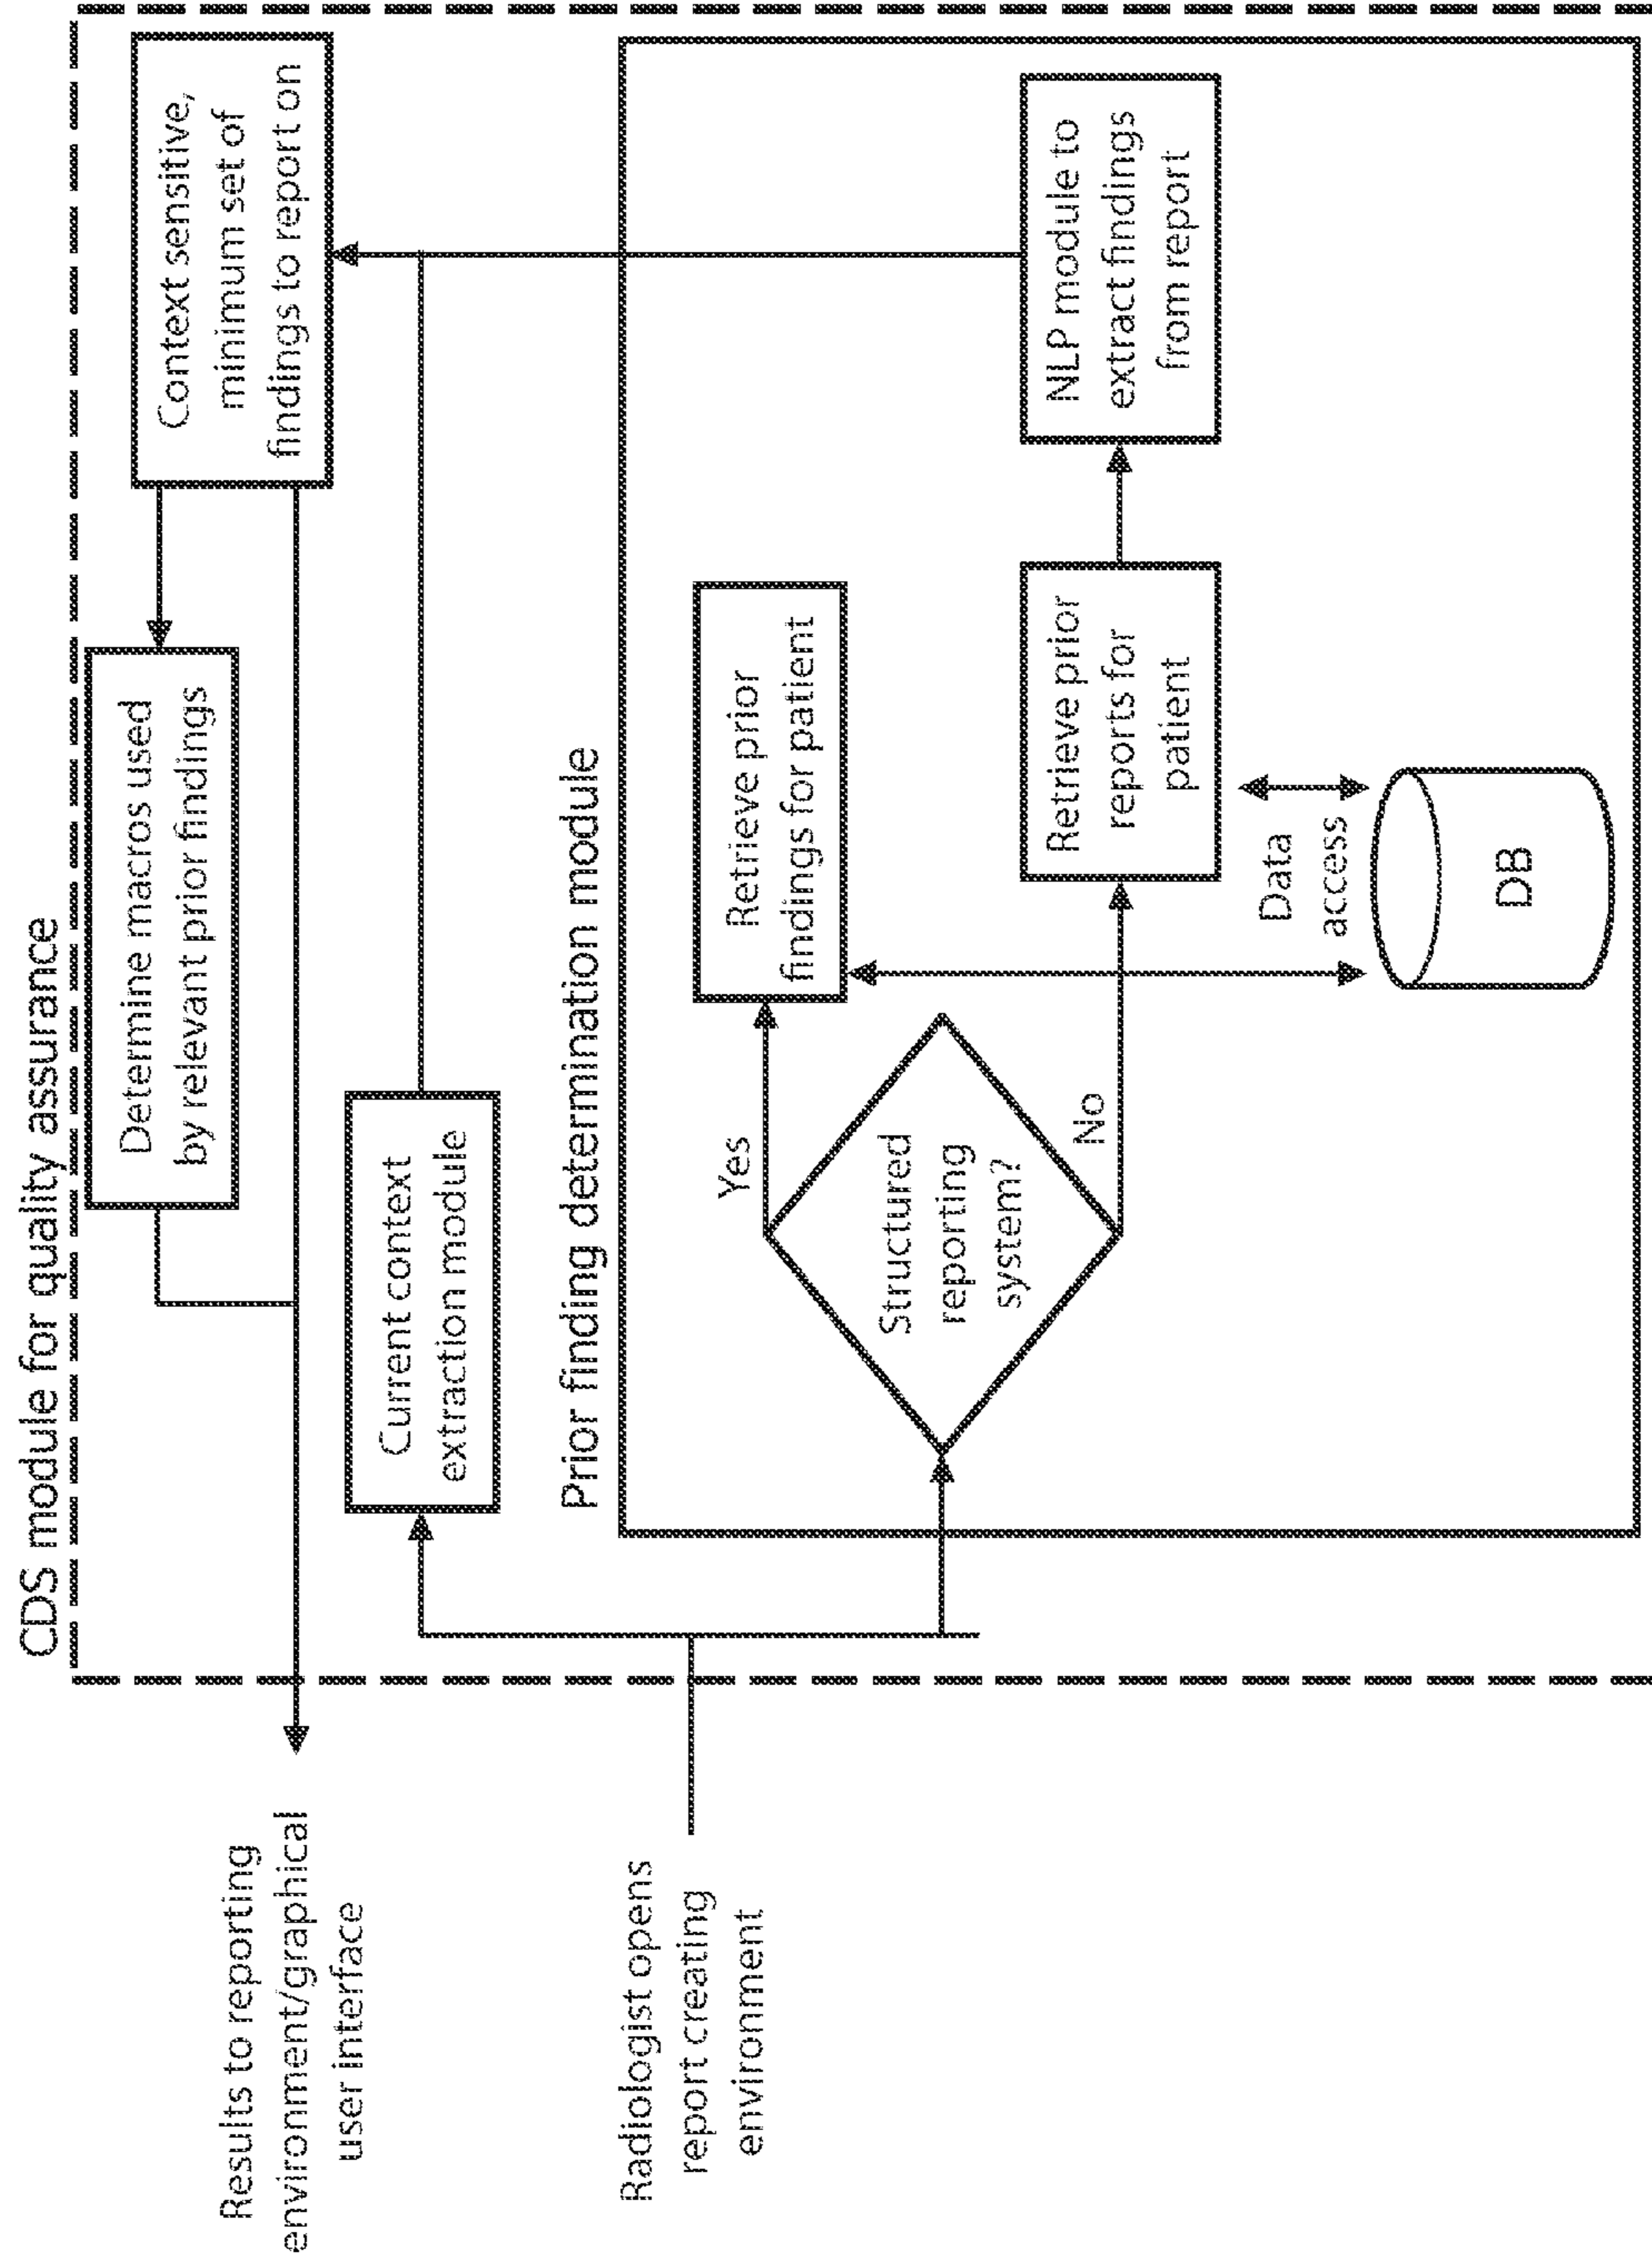 CDS module for quality assurance
Determine macros used
by relevant prior findings
Context sensitive,
minimum set of
findings to report on
Results to reporting
environment/graphical
user interface
Current context
extraction module
Prior finding determination module
Radiologist opens
report creating
environment
Yes
Retrieve prior
findings for patient
Structured
reporting
system?
No
Retrieve prior
reports for
patient
NLP module to
extract findings
from report
Data
access
DB